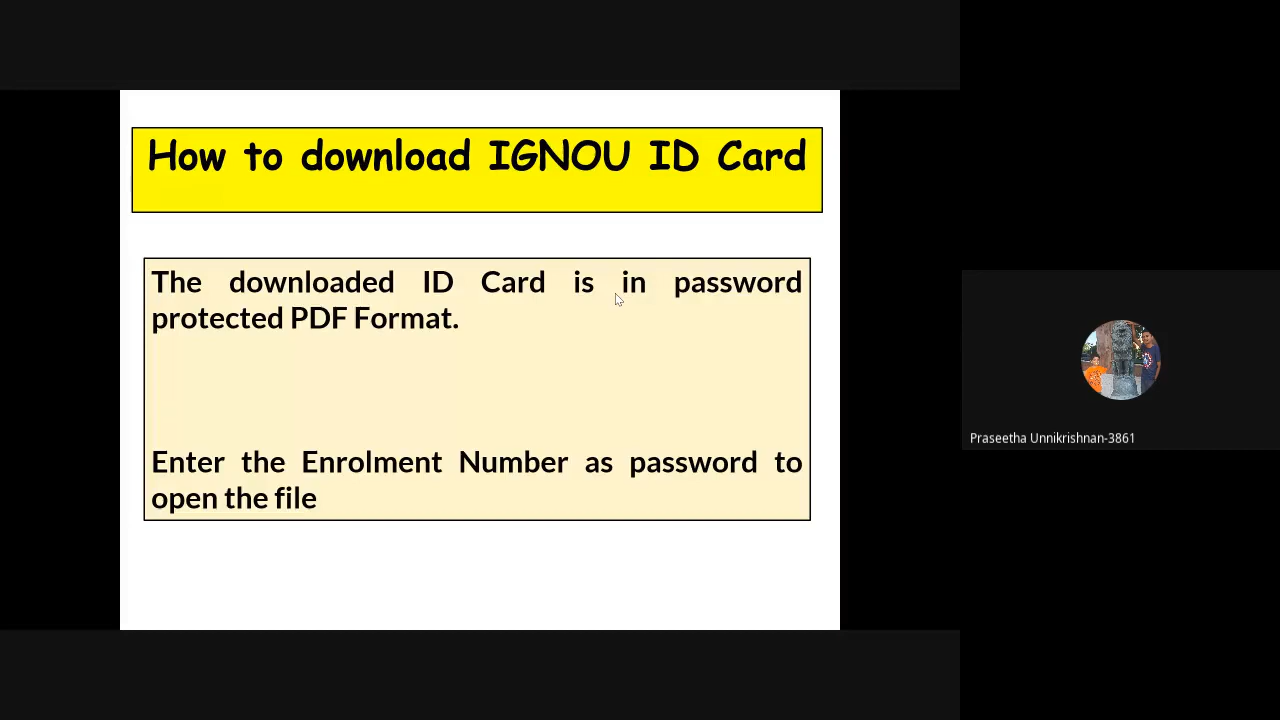 How to download IGNOU ID Card
The downloaded ID Card is in password
protected PDF Format.
Enter the Enrolment Number as password to
open the file
Praseetha Unnikrishnan-3861